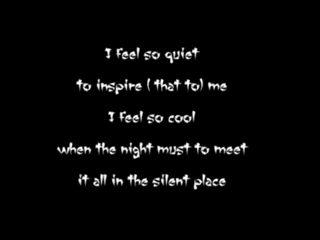 I feel so quiet
to inspire ( that to) me
I feel so cool
when the night must to meet
it all in the silent place